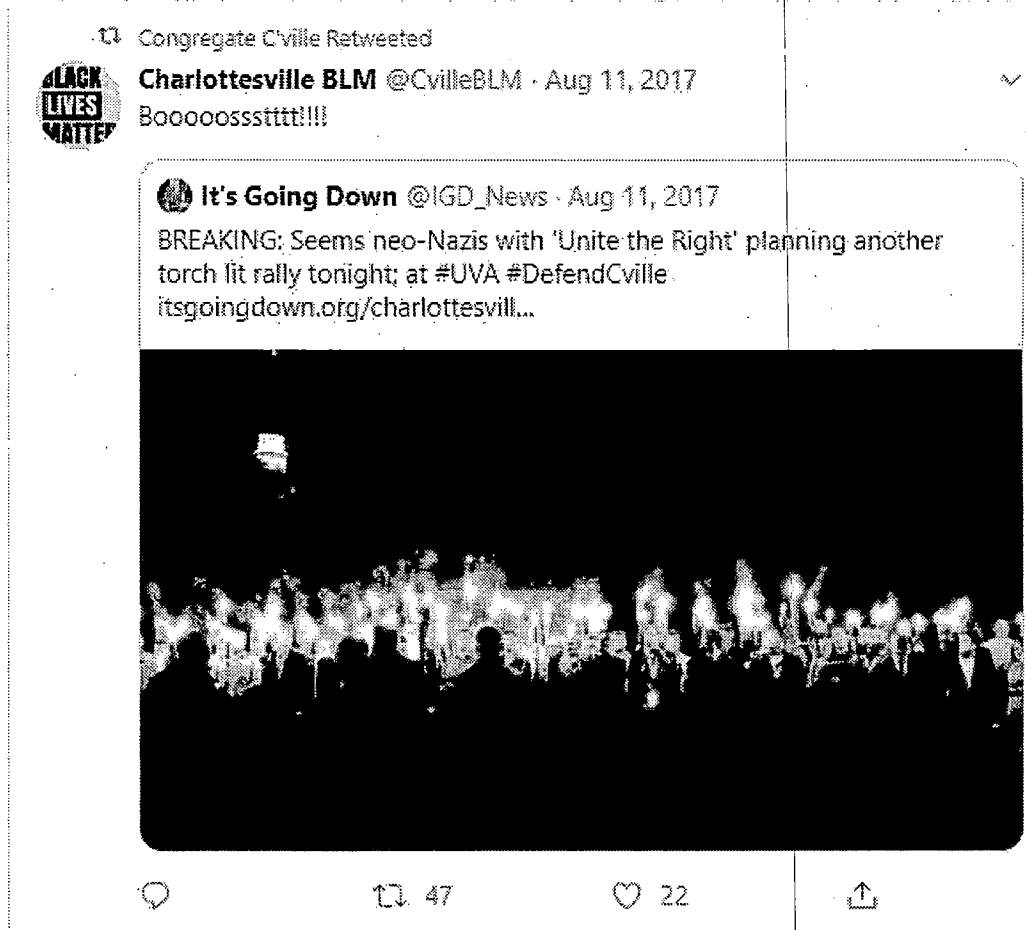 Congregate C'ville Retweeted
BLACK
LIVES
MATTER
Charlottesville BLM @CvilleBLM · Aug 11, 2017
Booooossstttt!!!!
It's Going Down @IGD_News · Aug 11, 2017
BREAKING: Seems neo-Nazis with 'Unite the Right' planning another
torch lit rally tonight; at #UVA #DefendCville
itsgoingdown.org/charlottesvill...
47
22